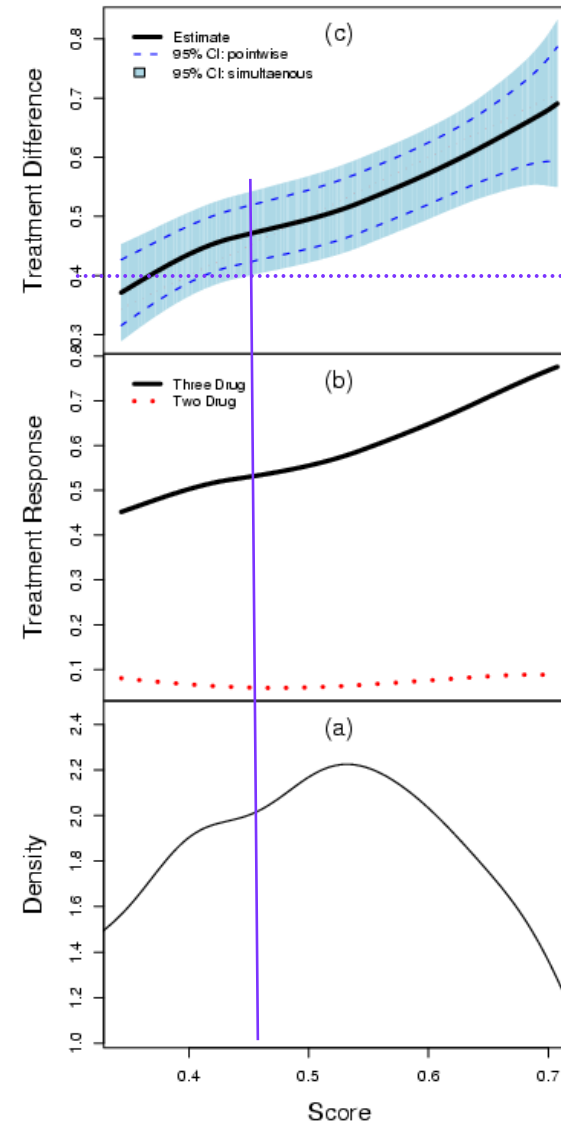 (c)
Estimate
95% CI: pointwise
95% CI: simultaenous
Treatment Difference
0.8
0.7
0.6
0.5
0.4
0.3
(b)
Three Drug
Two Drug
Treatment Response
0.8
0.7
0.6
0.5
0.4
0.3
0.2
0.1
(a)
Density
2.4
2.2
2.0
1.8
1.6
1.4
1.2
1.0
0.4 0.5 0.6 0.7
Score